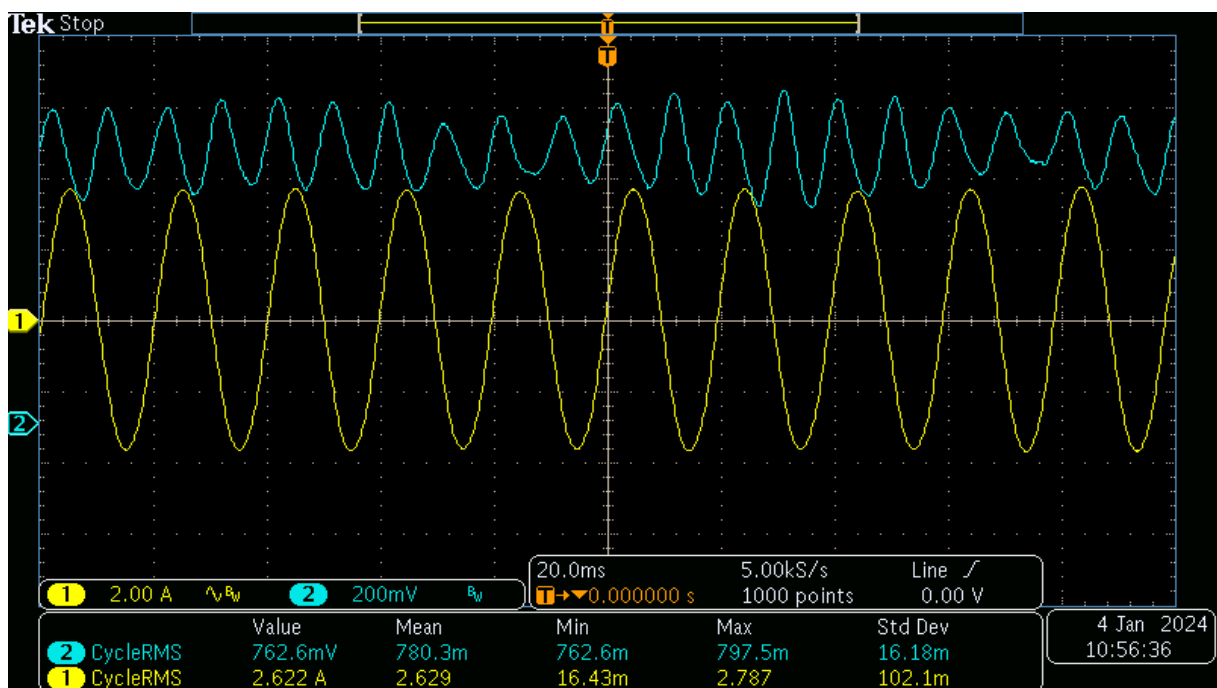 Tek Stop
T
T
1
2
1 2.00 A BW 2 200mV BW
20.0ms 5.00kS/s Line
T→▼0.000000 s 1000 points 0.00 V
Value Mean Min Max Std Dev
2 CycleRMS 762.6mV 780.3m 762.6m 797.5m 16.18m
1 CycleRMS 2.622 A 2.629 16.43m 2.787 102.1m
4 Jan 2024
10:56:36